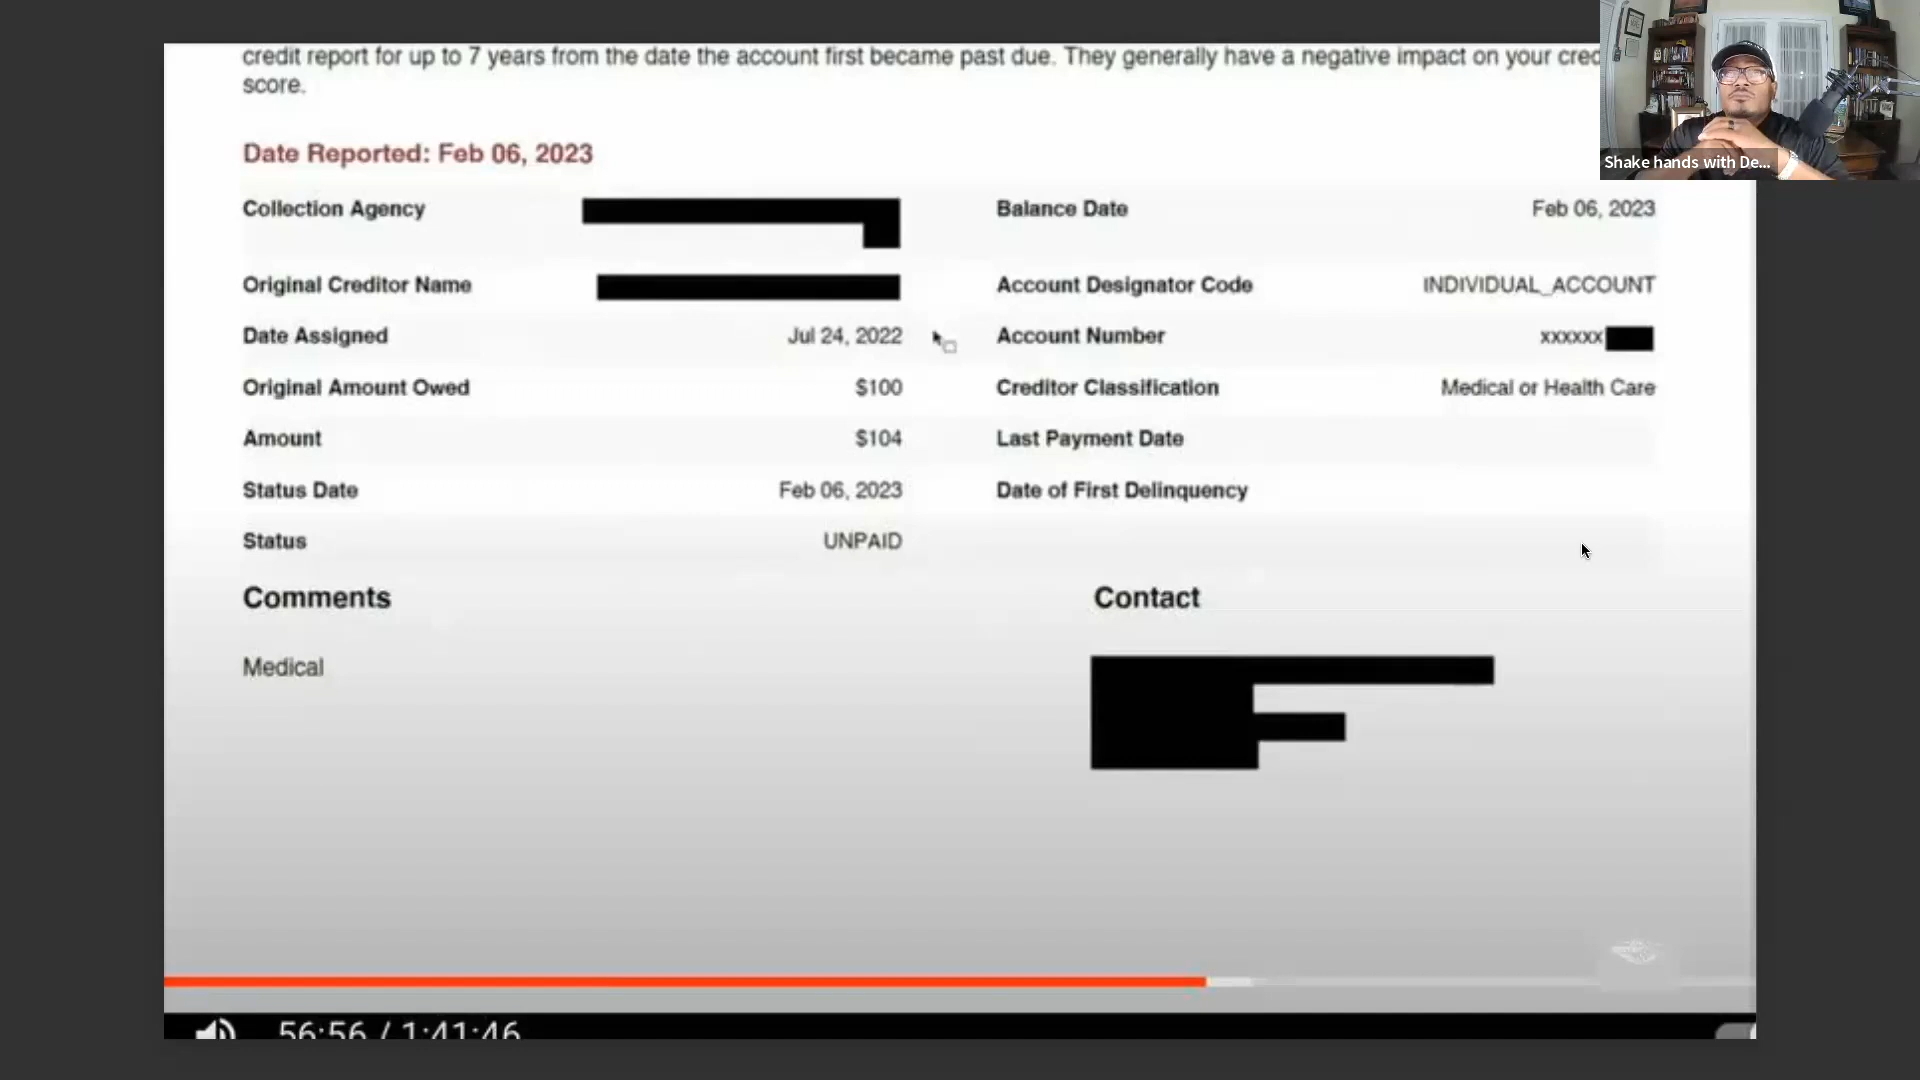 credit report for up to 7 years from the date the account first became past due. They generally have a negative impact on your cred
score.
Shake hands with De...
Date Reported: Feb 06, 2023
Collection Agency
Balance Date Feb 06, 2023
Original Creditor Name
Account Designator Code INDIVIDUAL_ACCOUNT
Date Assigned Jul 24, 2022
Account Number xxxxxx
Original Amount Owed $100
Creditor Classification Medical or Health Care
Amount $104
Last Payment Date
Status Date Feb 06, 2023
Date of First Delinquency
Status UNPAID
Comments
Contact
Medical
56:56 / 1:41:46